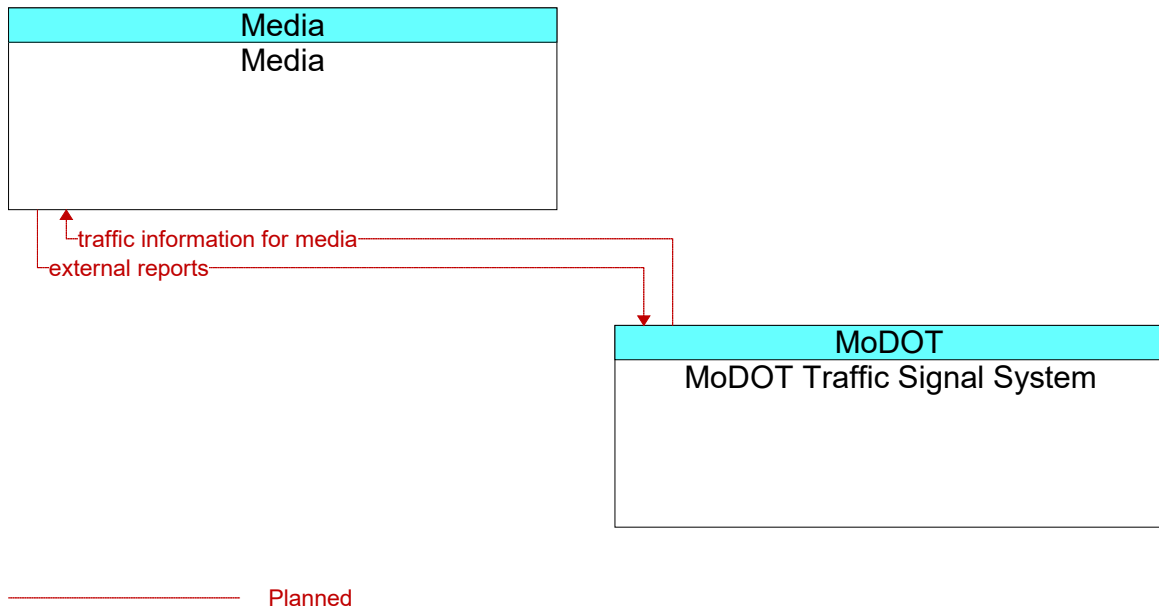 Media
Media
traffic information for media
external reports
MoDOT
MoDOT Traffic Signal System
Planned